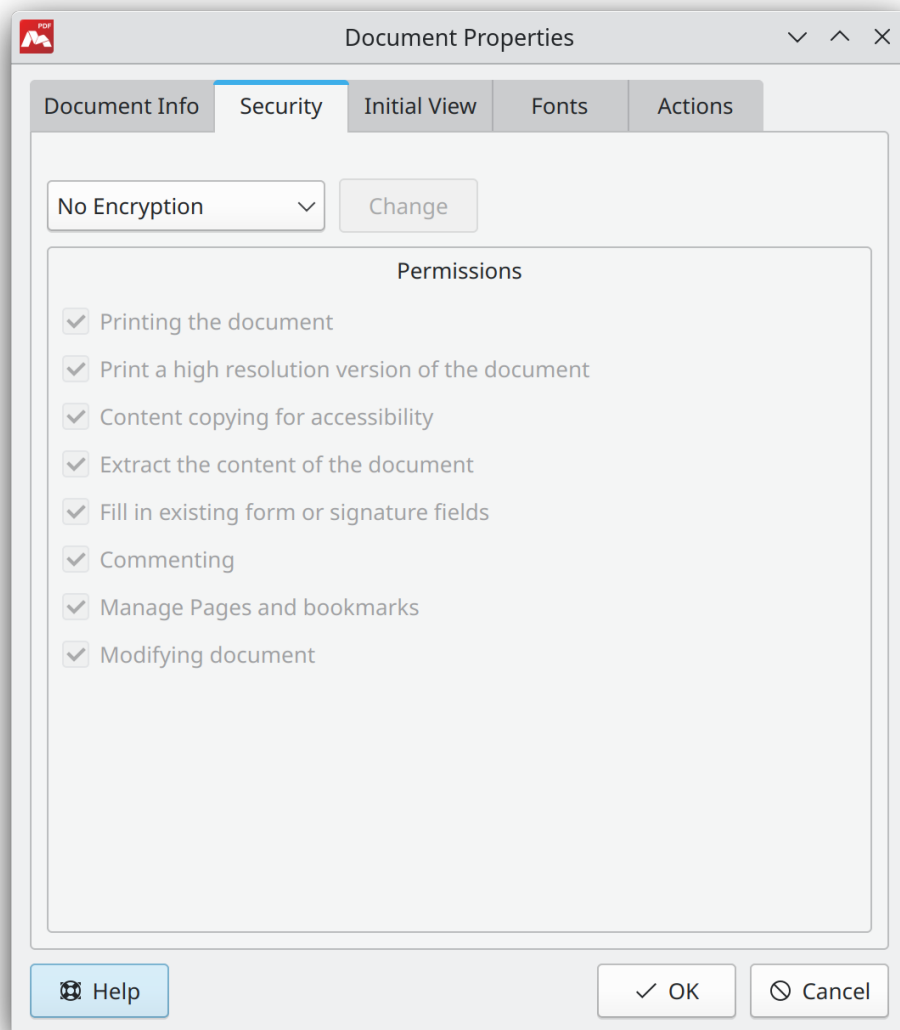 PDF
Document Properties
Document Info Security Initial View Fonts Actions
No Encryption Change
Permissions
Printing the document
Print a high resolution version of the document
Content copying for accessibility
Extract the content of the document
Fill in existing form or signature fields
Commenting
Manage Pages and bookmarks
Modifying document
Help OK Cancel